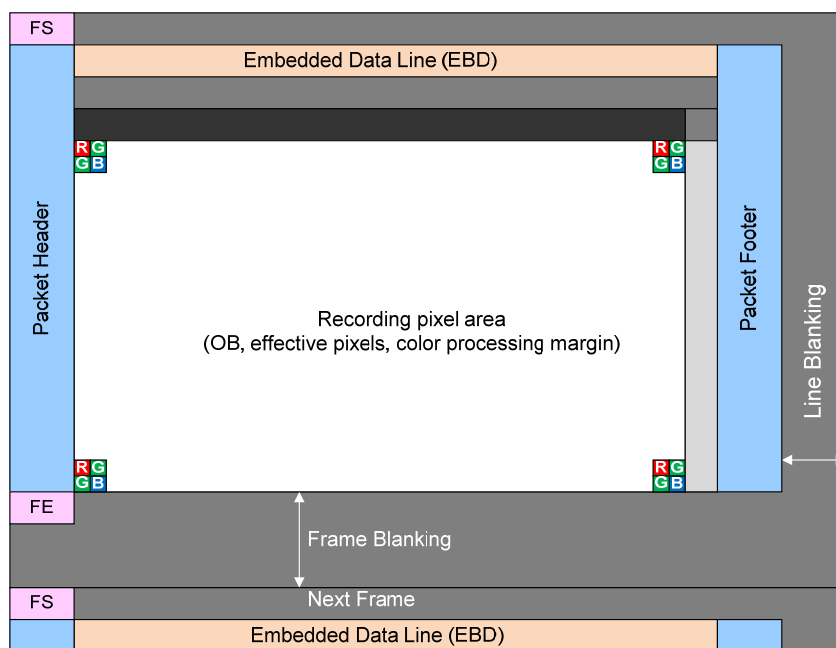 FS
Embedded Data Line (EBD)
R G R G
G B G B
Packet Header
Recording pixel area
(OB, effective pixels, color processing margin)
Packet Footer
Line Blanking
R G R G
G B G B
FE
Frame Blanking
FS
Next Frame
Embedded Data Line (EBD)